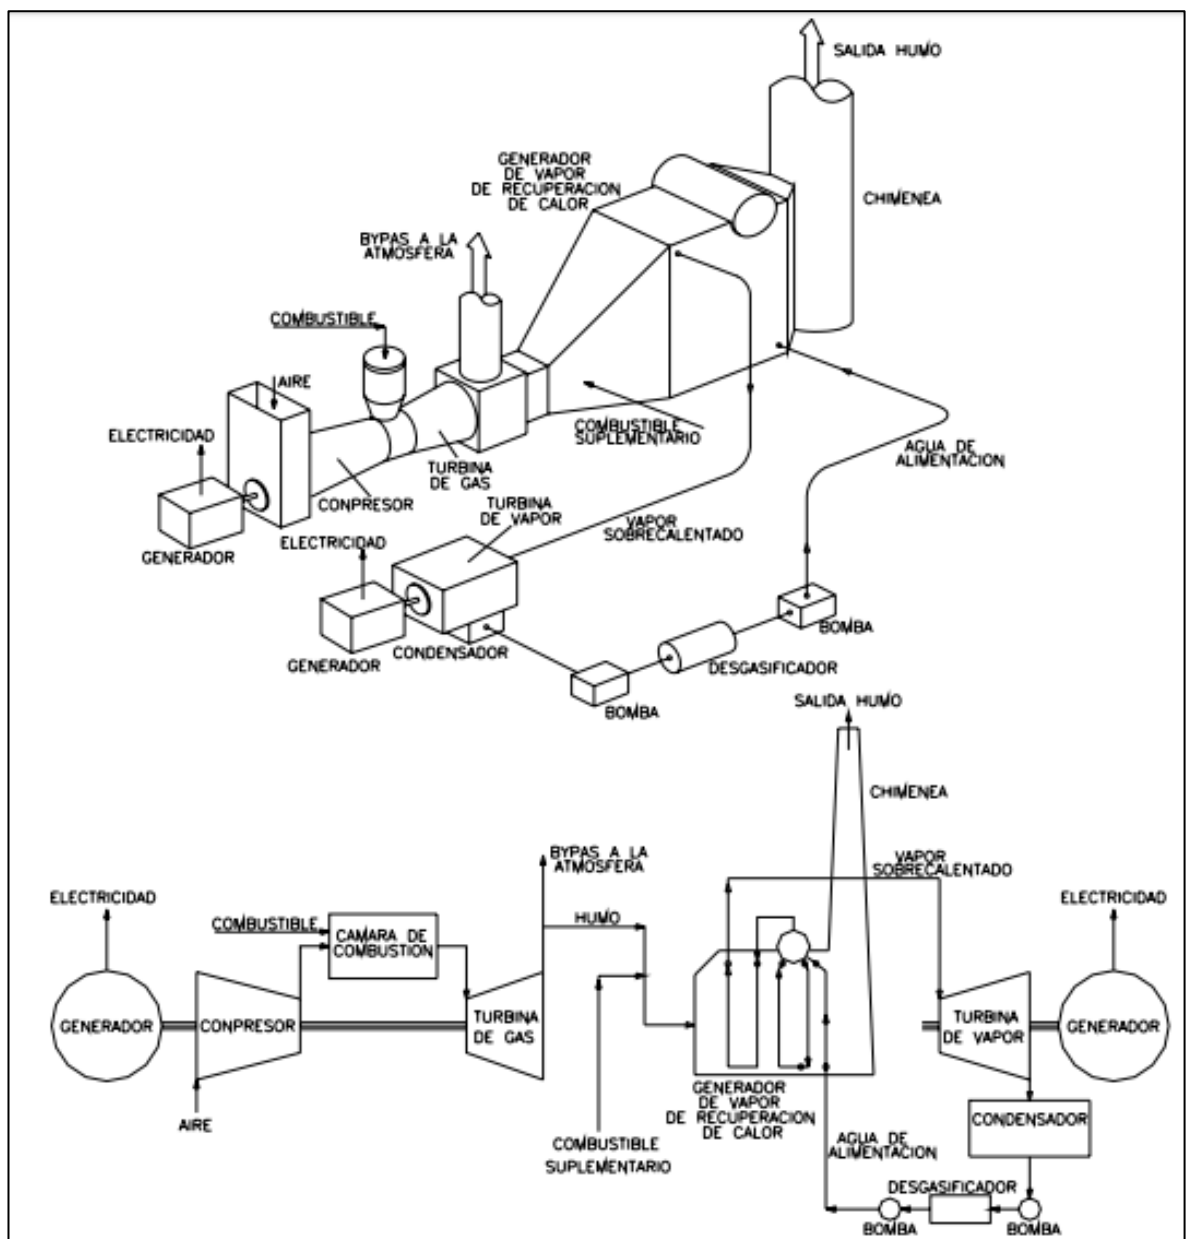 SALIDA HUMO
GENERADOR
DE VAPOR
DE RECUPERACION
DE CALOR
CHIMENEA
BYPAS A LA
ATMOSFERA
COMBUSTIBLE
AIRE
ELECTRICIDAD
COMBUSTIBLE
SUPLEMENTARIO
AGUA DE
ALIMENTACION
TURBINA
DE GAS
CONPRESOR
TURBINA
DE VAPOR
VAPOR
SOBRECALENTADO
GENERADOR
ELECTRICIDAD
BOMBA
CONDENSADOR
GENERADOR
DESGASIFICADOR
BOMBA
SALIDA HUMO
CHIMENEA
BYPAS A LA
ATMOSFERA
VAPOR
SOBRECALENTADO
ELECTRICIDAD
ELECTRICIDAD
COMBUSTIBLE
CAMARA DE
COMBUSTION
HUMO
GENERADOR
CONPRESOR
TURBINA
DE GAS
TURBINA
DE VAPOR
GENERADOR
AIRE
GENERADOR
DE VAPOR
DE RECUPERACION
DE CALOR
CONDENSADOR
COMBUSTIBLE
SUPLEMENTARIO
AGUA DE
ALIMENTACION
DESGASIFICADOR
BOMBA
BOMBA